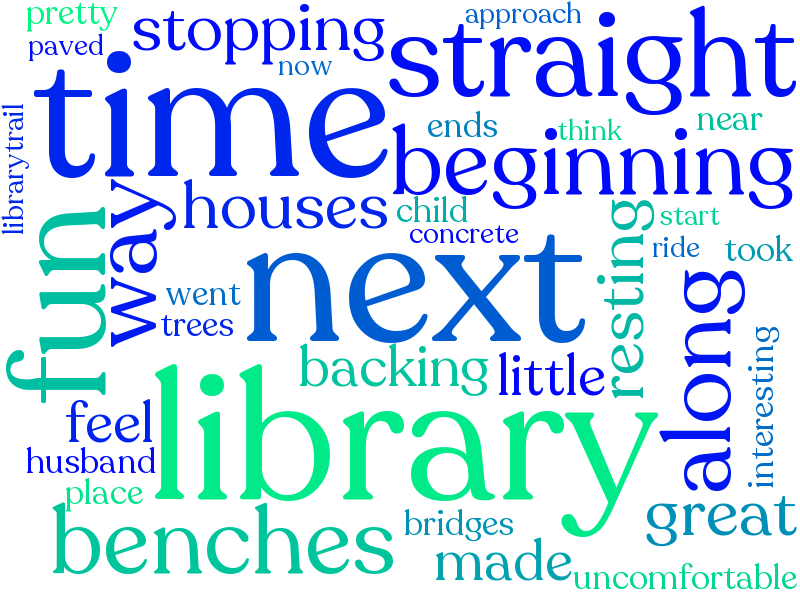 pretty
stopping
approach
straight
paved
now
time
librarytrail
ends
think
near
beginning
way
houses
child
start
concrete
fun
next
resting
ride
took
went
trees
along
interesting
backing
little
library
feel
husband
place
great
benches
bridges
made
uncomfortable